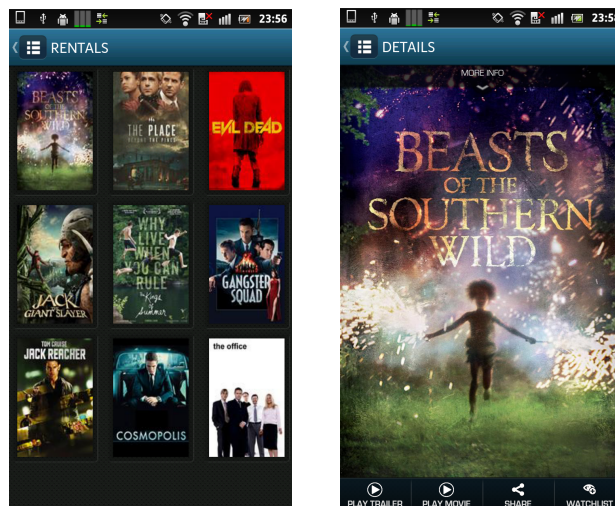 23:56
RENTALS
BEASTS
OF THE
SOUTHERN
WILD
the
THE PLACE
BEYOND THE PINES
EVIL DEAD
JACK
THE
GIANT SLAYER
WHY
LIVE
WHEN
YOU CAN
RULE
The Kings
of
Summer
GANGSTER
SQUAD
TOM CRUISE
JACK REACHER
COSMOPOLIS
the office
23:5
DETAILS
MORE INFO
BEASTS
OF THE
SOUTHERN
WILD
PLAY TRAILER
PLAY MOVIE
SHARE
WATCHLIST